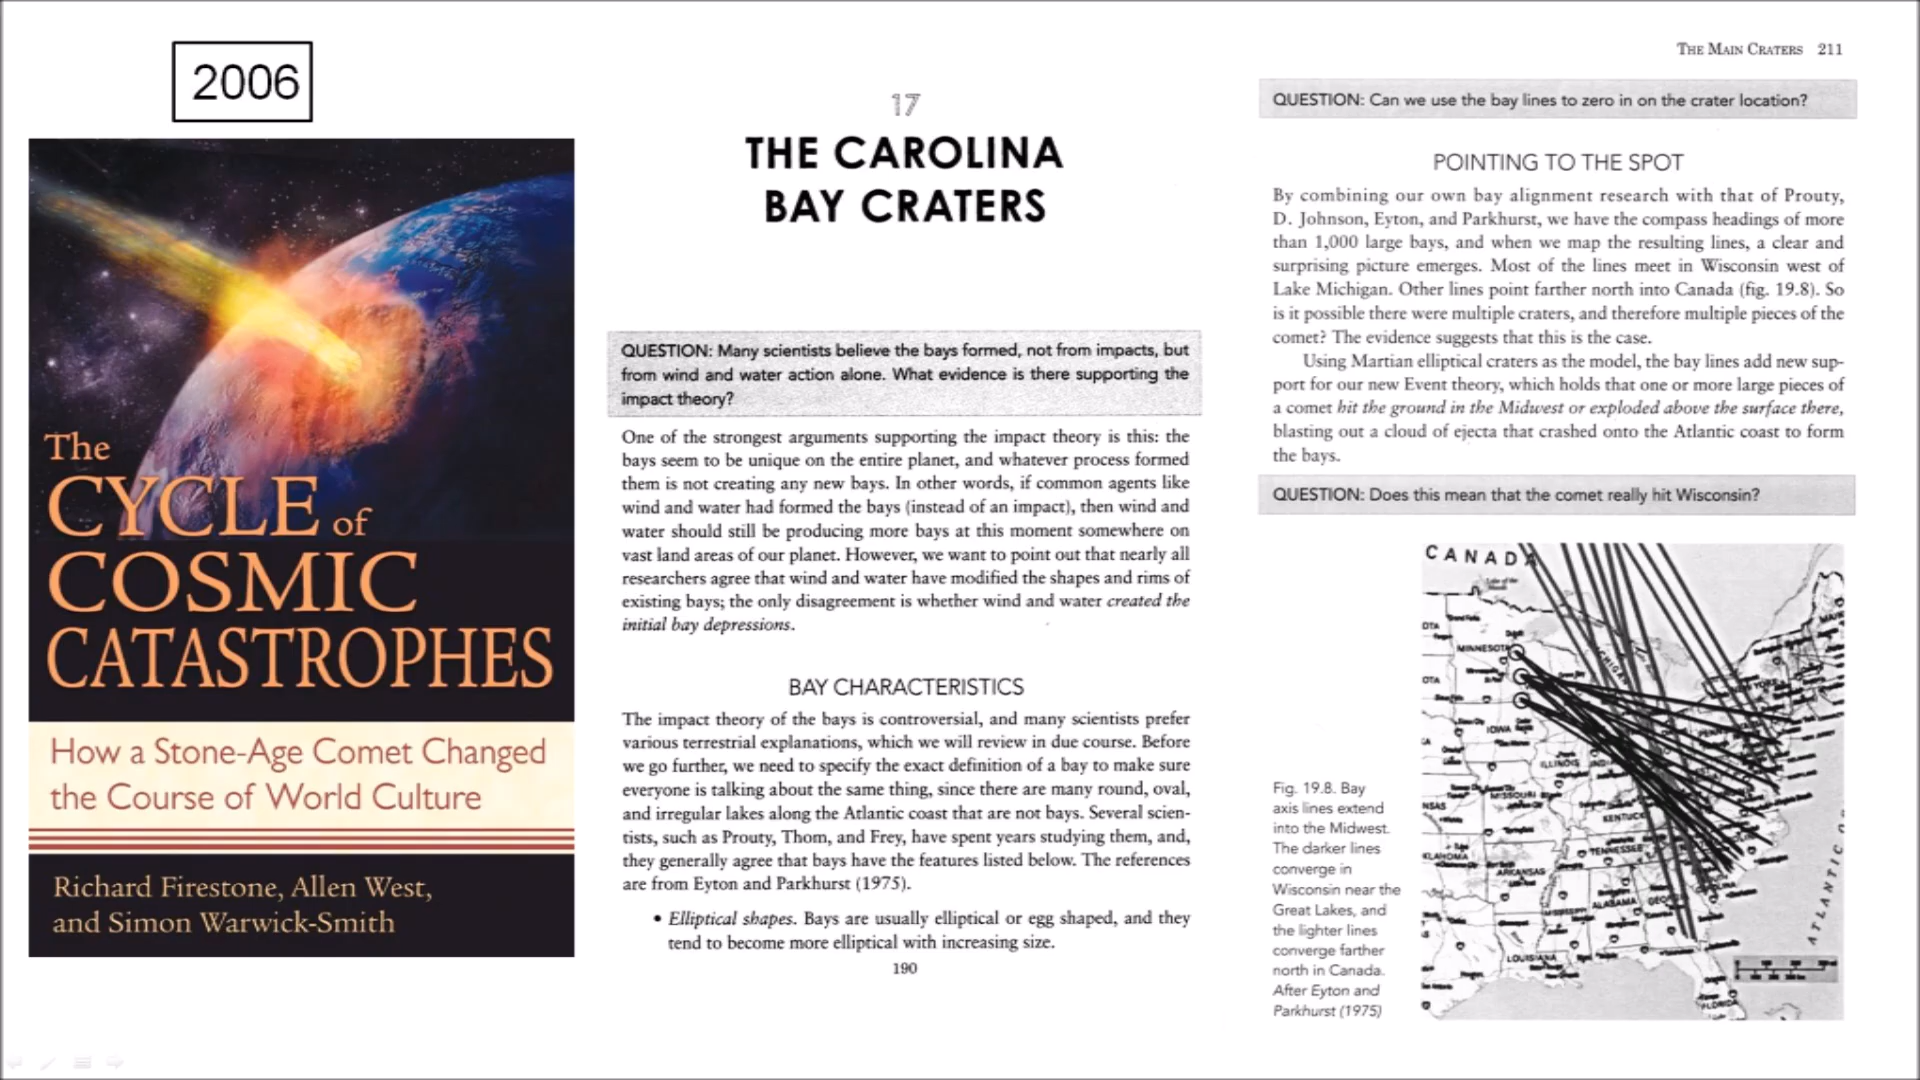 2006
The
CYCLE of
COSMIC
CATASTROPHES
How a Stone-Age Comet Changed
the Course of World Culture
Richard Firestone, Allen West,
and Simon Warwick-Smith
17
THE CAROLINA
BAY CRATERS
QUESTION: Many scientists believe the bays formed, not from impacts, but
from wind and water action alone. What evidence is there supporting the
impact theory?
One of the strongest arguments supporting the impact theory is this: the
bays seem to be unique on the entire planet, and whatever process formed
them is not creating any new bays. In other words, if common agents like
wind and water had formed the bays (instead of an impact), then wind and
water should still be producing more bays at this moment somewhere on
vast land areas of our planet. However, we want to point out that nearly all
researchers agree that wind and water have modified the shapes and rims of
existing bays; the only disagreement is whether wind and water created the
initial bay depressions.
BAY CHARACTERISTICS
The impact theory of the bays is controversial, and many scientists prefer
various terrestrial explanations, which we will review in due course. Before
we go further, we need to specify the exact definition of a bay to make sure
everyone is talking about the same thing, since there are many round, oval,
and irregular lakes along the Atlantic coast that are not bays. Several scien-
tists, such as Prouty, Thom, and Frey, have spent years studying them, and,
they generally agree that bays have the features listed below. The references
are from Eyton and Parkhurst (1975).
• Elliptical shapes. Bays are usually elliptical or egg shaped, and they
tend to become more elliptical with increasing size.
190
THE MAIN CRATERS 211
QUESTION: Can we use the bay lines to zero in on the crater location?
POINTING TO THE SPOT
By combining our own bay alignment research with that of Prouty,
D. Johnson, Eyton, and Parkhurst, we have the compass headings of more
than 1,000 large bays, and when we map the resulting lines, a clear and
surprising picture emerges. Most of the lines meet in Wisconsin west of
Lake Michigan. Other lines point farther north into Canada (fig. 19.8). So
is it possible there were multiple craters, and therefore multiple pieces of the
comet? The evidence suggests that this is the case.
Using Martian elliptical craters as the model, the bay lines add new sup-
port for our new Event theory, which holds that one or more large pieces of
a comet hit the ground in the Midwest or exploded above the surface there,
blasting out a cloud of ejecta that crashed onto the Atlantic coast to form
the bays.
QUESTION: Does this mean that the comet really hit Wisconsin?
Fig. 19.8. Bay
axis lines extend
into the Midwest.
The darker lines
converge in
Wisconsin near the
Great Lakes, and
the lighter lines
converge farther
north in Canada.
After Eyton and
Parkhurst (1975)
CANADA
MINNESOTA
IOWA
ILLINOIS
MISSOURI
KENTUCKY
TENNESSEE
ARKANSAS
ALABAMA
LOUISIANA
FLORIDA
ATLANTIC